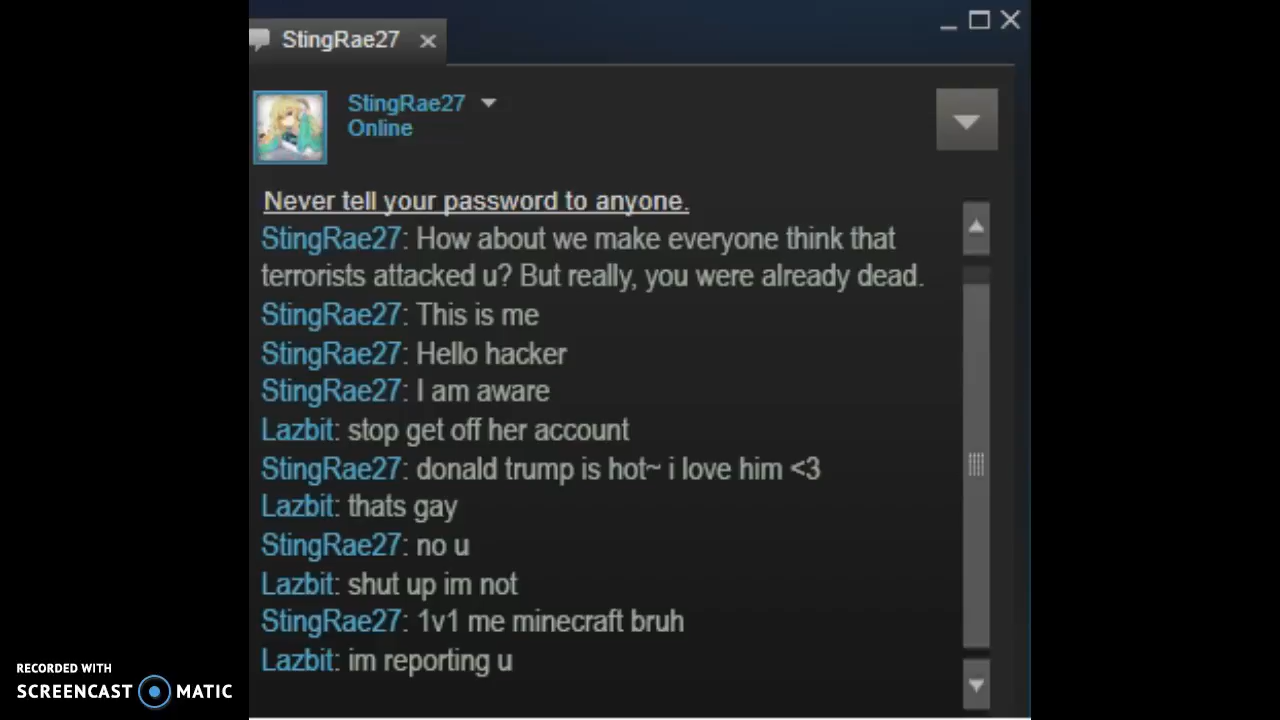 StingRae27
StingRae27
Online
Never tell your password to anyone.
StingRae27: How about we make everyone think that
terrorists attacked u? But really, you were already dead.
StingRae27: This is me
StingRae27: Hello hacker
StingRae27: I am aware
Lazbit: stop get off her account
StingRae27: donald trump is hot~ i love him <3
Lazbit: thats gay
StingRae27: no u
Lazbit: shut up im not
StingRae27: 1v1 me minecraft bruh
Lazbit: im reporting u
RECORDED WITH
SCREENCAST MATIC